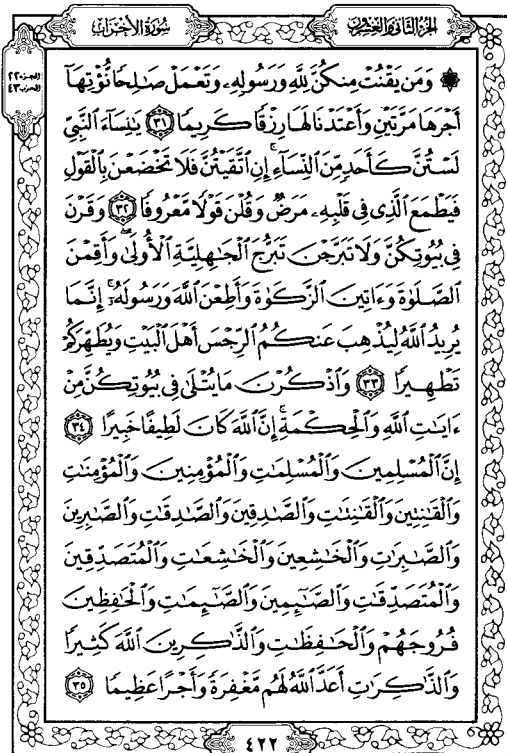 الجزء الثاني والعشرون
سورة الأحزاب
الجزء ٢٢
الحزب ٤٣
۞ وَمَن يَقْنُتْ مِنكُنَّ لِلَّهِ وَرَسُولِهِۦ وَتَعْمَلْ صَٰلِحًا نُّؤْتِهَآ
أَجْرَهَا مَرَّتَيْنِ وَأَعْتَدْنَا لَهَا رِزْقًا كَرِيمًا ٣١ يَٰنِسَآءَ ٱلنَّبِيِّ
لَسْتُنَّ كَأَحَدٍ مِّنَ ٱلنِّسَآءِ ۚ إِنِ ٱتَّقَيْتُنَّ فَلَا تَخْضَعْنَ بِٱلْقَوْلِ
فَيَطْمَعَ ٱلَّذِى فِى قَلْبِهِۦ مَرَضٌ وَقُلْنَ قَوْلًا مَّعْرُوفًا ٣٢ وَقَرْنَ
فِى بُيُوتِكُنَّ وَلَا تَبَرَّجْنَ تَبَرُّجَ ٱلْجَٰهِلِيَّةِ ٱلْأُولَىٰ ۖ وَأَقِمْنَ
ٱلصَّلَوٰةَ وَءَاتِينَ ٱلزَّكَوٰةَ وَأَطِعْنَ ٱللَّهَ وَرَسُولَهُۥٓ ۚ إِنَّمَا
يُرِيدُ ٱللَّهُ لِيُذْهِبَ عَنكُمُ ٱلرِّجْسَ أَهْلَ ٱلْبَيْتِ وَيُطَهِّرَكُمْ
تَطْهِيرًا ٣٣ وَٱذْكُرْنَ مَا يُتْلَىٰ فِى بُيُوتِكُنَّ مِنْ
ءَايَٰتِ ٱللَّهِ وَٱلْحِكْمَةِ ۚ إِنَّ ٱللَّهَ كَانَ لَطِيفًا خَبِيرًا ٣٤
إِنَّ ٱلْمُسْلِمِينَ وَٱلْمُسْلِمَٰتِ وَٱلْمُؤْمِنِينَ وَٱلْمُؤْمِنَٰتِ
وَٱلْقَٰنِتِينَ وَٱلْقَٰنِتَٰتِ وَٱلصَّٰدِقِينَ وَٱلصَّٰدِقَٰتِ وَٱلصَّٰبِرِينَ
وَٱلصَّٰبِرَٰتِ وَٱلْخَٰشِعِينَ وَٱلْخَٰشِعَٰتِ وَٱلْمُتَصَدِّقِينَ
وَٱلْمُتَصَدِّقَٰتِ وَٱلصَّٰٓئِمِينَ وَٱلصَّٰٓئِمَٰتِ وَٱلْحَٰفِظِينَ
فُرُوجَهُمْ وَٱلْحَٰفِظَٰتِ وَٱلذَّٰكِرِينَ ٱللَّهَ كَثِيرًا
وَٱلذَّٰكِرَٰتِ أَعَدَّ ٱللَّهُ لَهُم مَّغْفِرَةً وَأَجْرًا عَظِيمًا ٣٥
٤٢٢